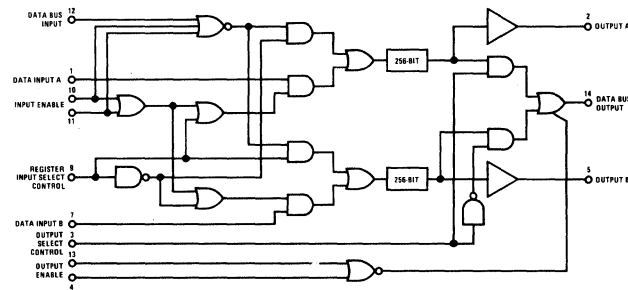 DATA BUS 12
INPUT
DATA INPUT A 1
10
INPUT ENABLE
11
REGISTER 9
INPUT SELECT
CONTROL
7
DATA INPUT B
OUTPUT 3
SELECT
CONTROL
13
OUTPUT
ENABLE
4
256-BIT
256-BIT
2
OUTPUT A
14
DATA BUS
OUTPUT
5
OUTPUT B